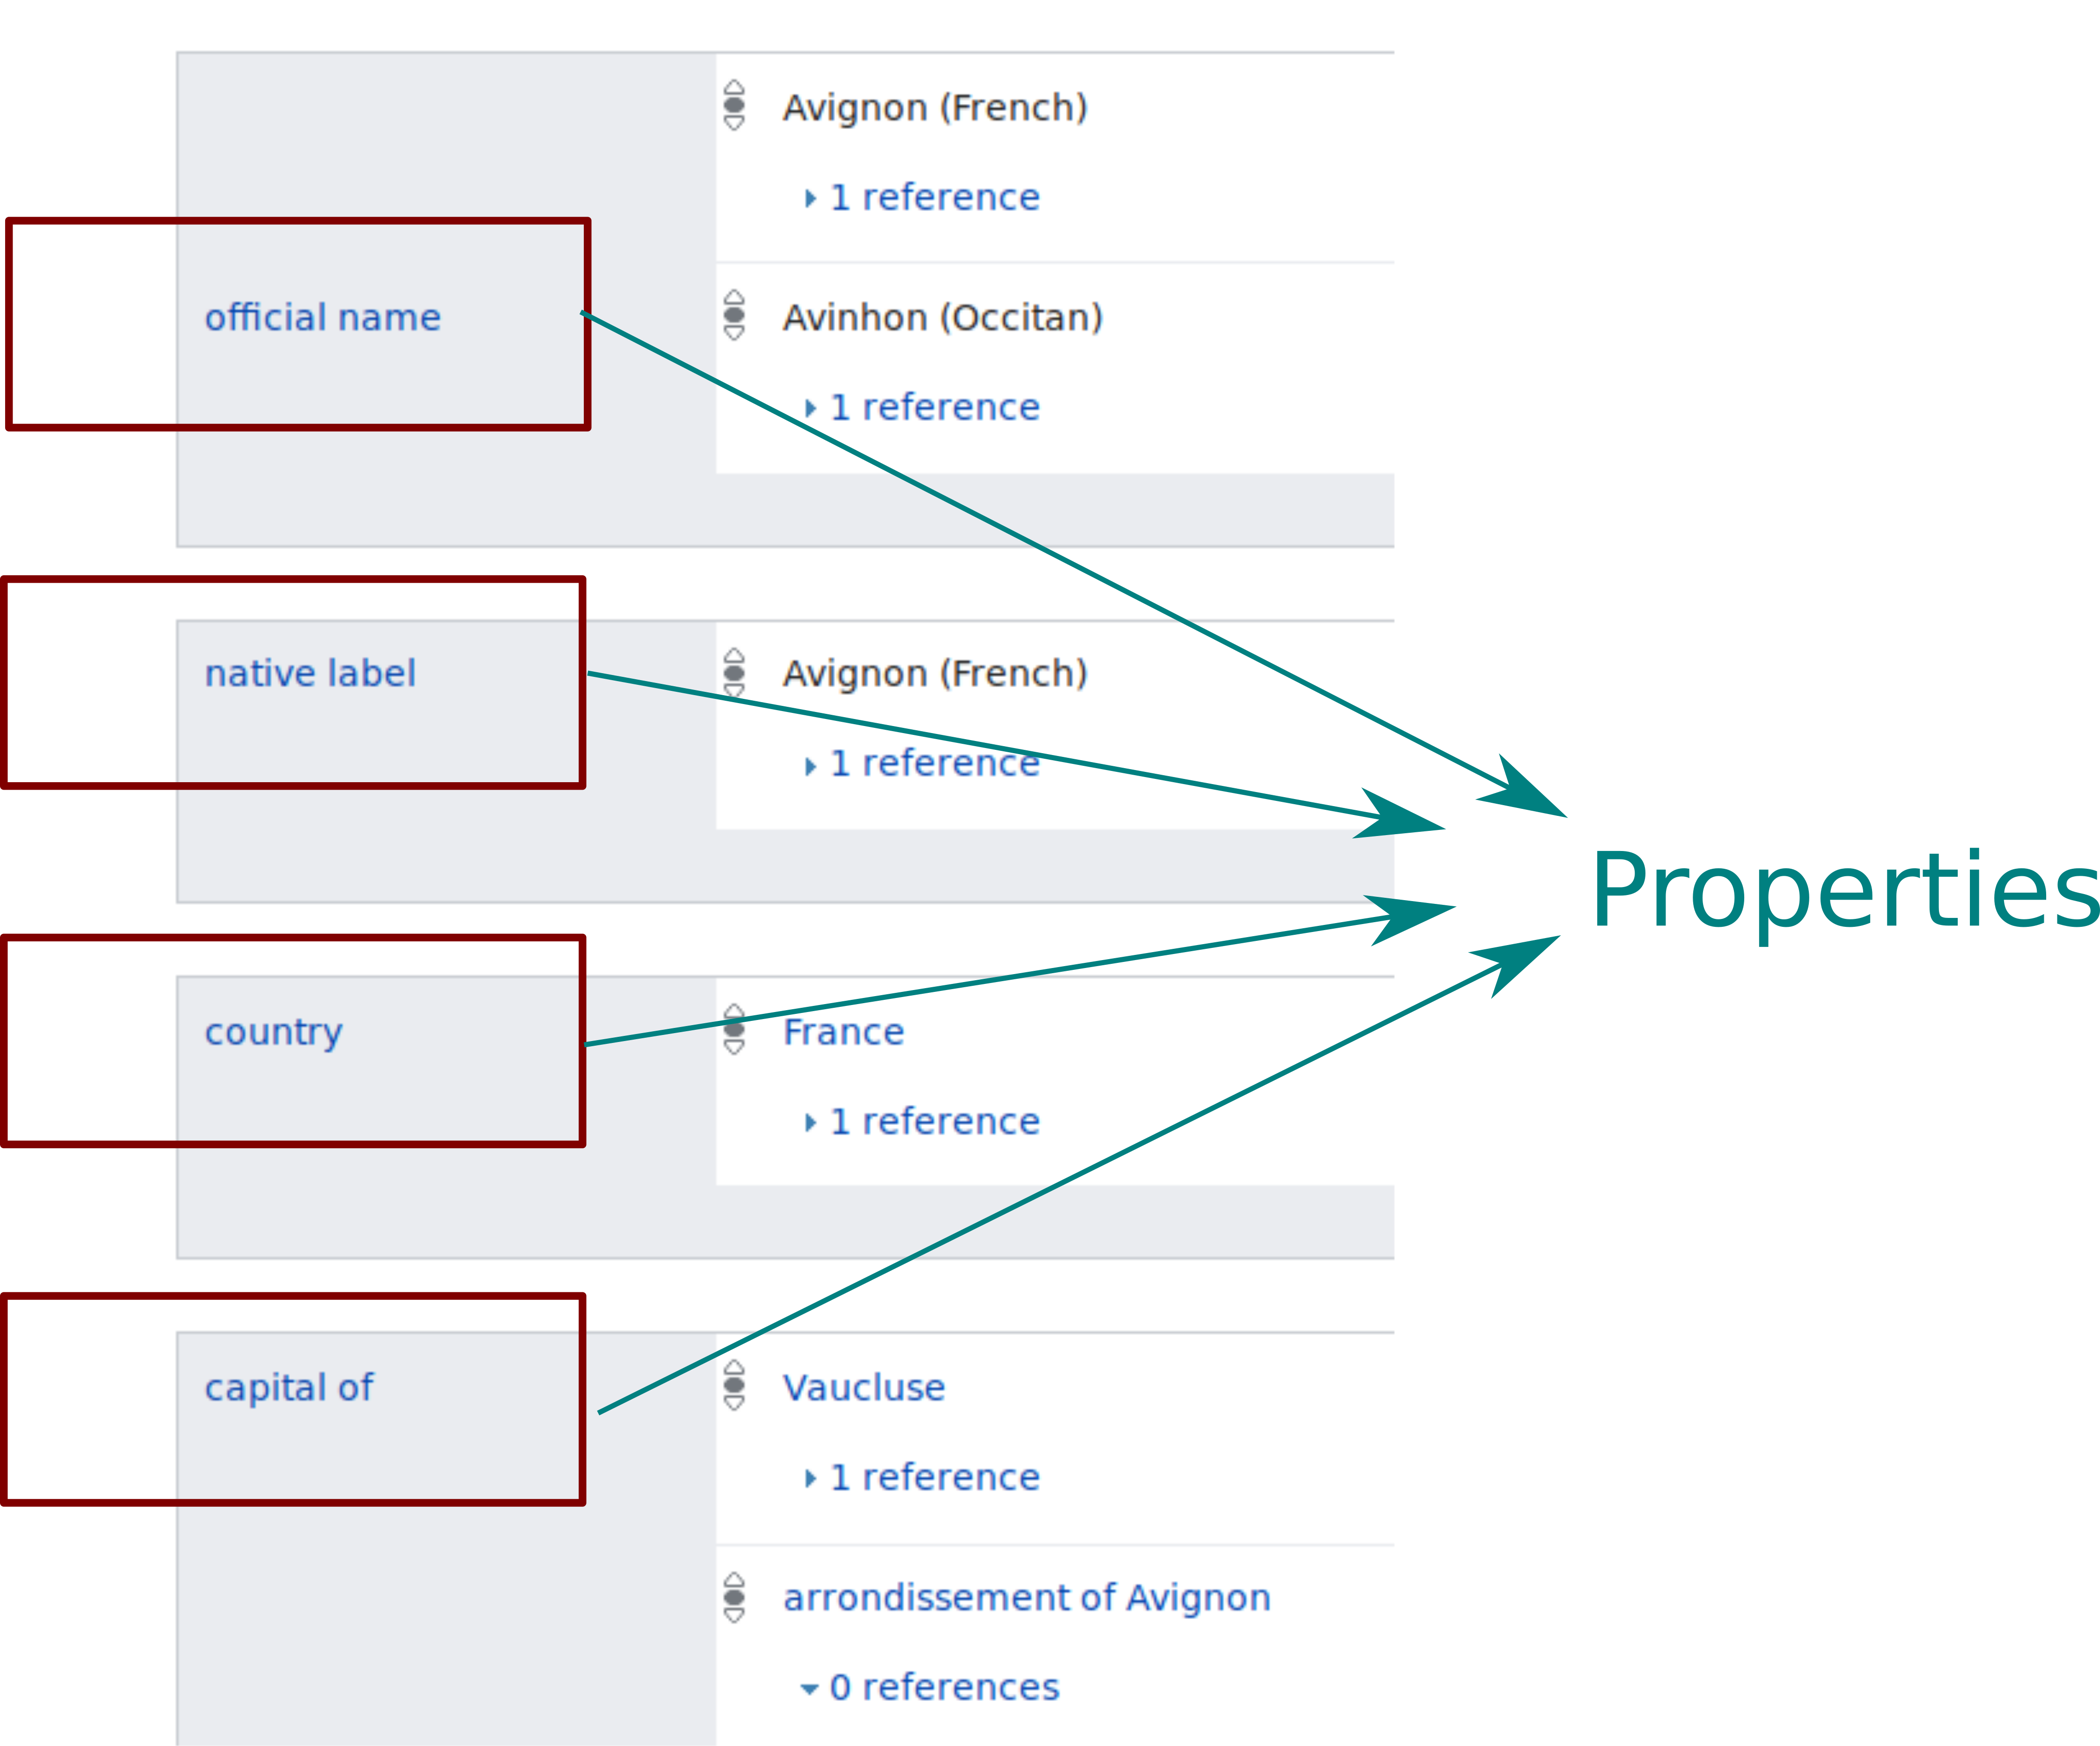 Avignon (French)
1 reference
official name
Avinhon (Occitan)
1 reference
native label
Avignon (French)
1 reference
Properties
country
France
1 reference
capital of
Vaucluse
1 reference
arrondissement of Avignon
0 references